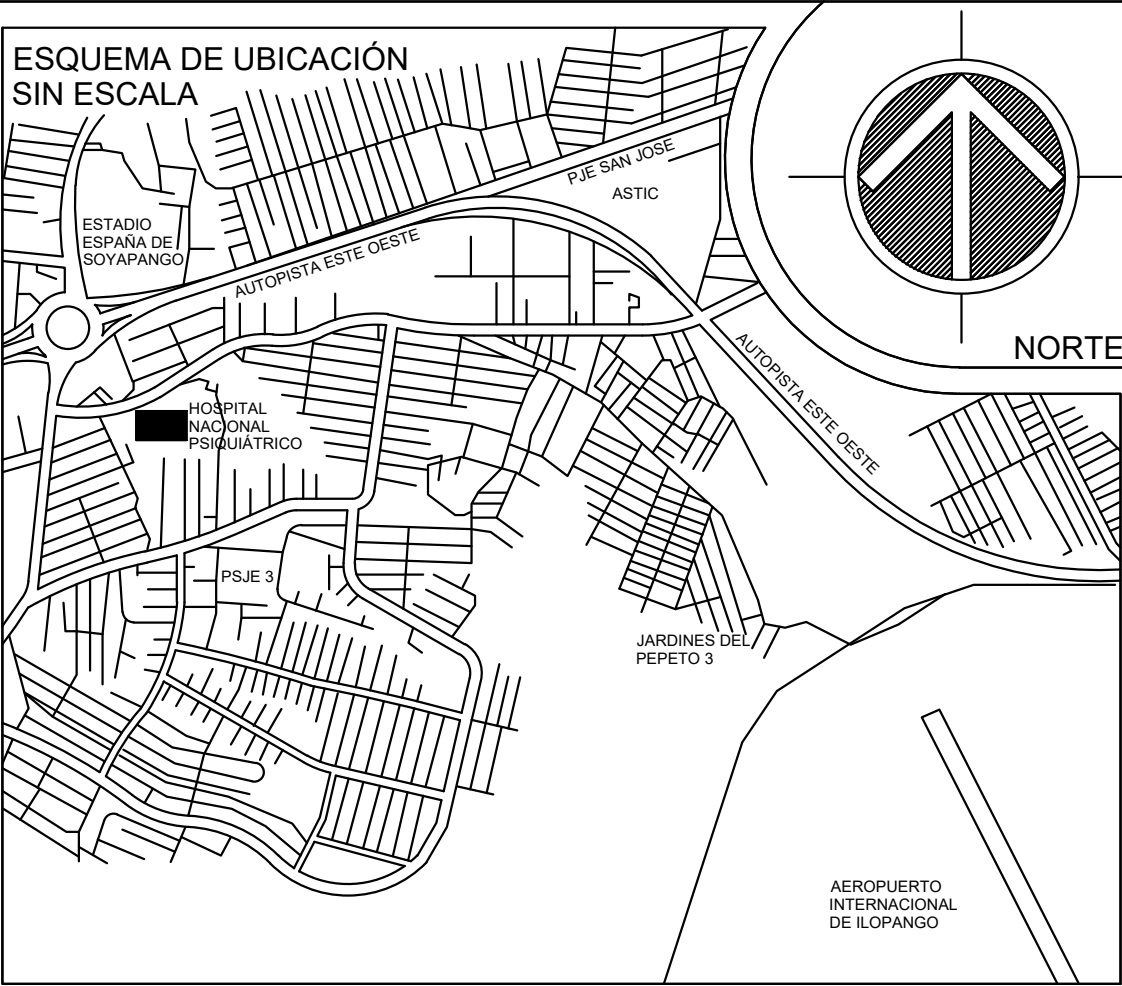 ESQUEMA DE UBICACIÓN
SIN ESCALA
PJE SAN JOSE
ASTIC
ESTADIO
ESPAÑA DE
SOYAPANGO
AUTOPISTA ESTE OESTE
NORTE
AUTOPISTA ESTE OESTE
HOSPITAL
NACIONAL
PSIQUIÁTRICO
PSJE 3
JARDINES DEL
PEPETO 3
AEROPUERTO
INTERNACIONAL
DE ILOPANGO